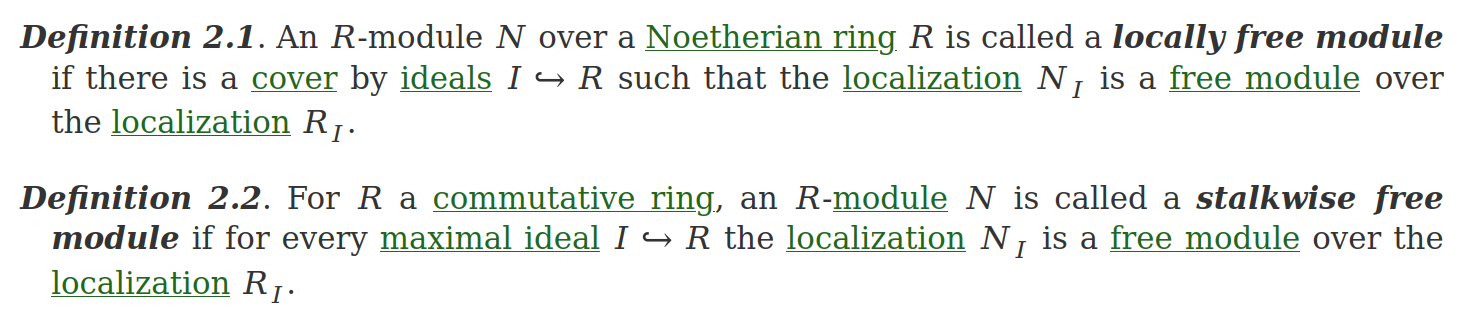 Definition 2.1. An R-module N over a Noetherian ring R is called a locally free module
if there is a cover by ideals I ↪ R such that the localization N_I is a free module over
the localization R_I.
Definition 2.2. For R a commutative ring, an R-module N is called a stalkwise free
module if for every maximal ideal I ↪ R the localization N_I is a free module over the
localization R_I.